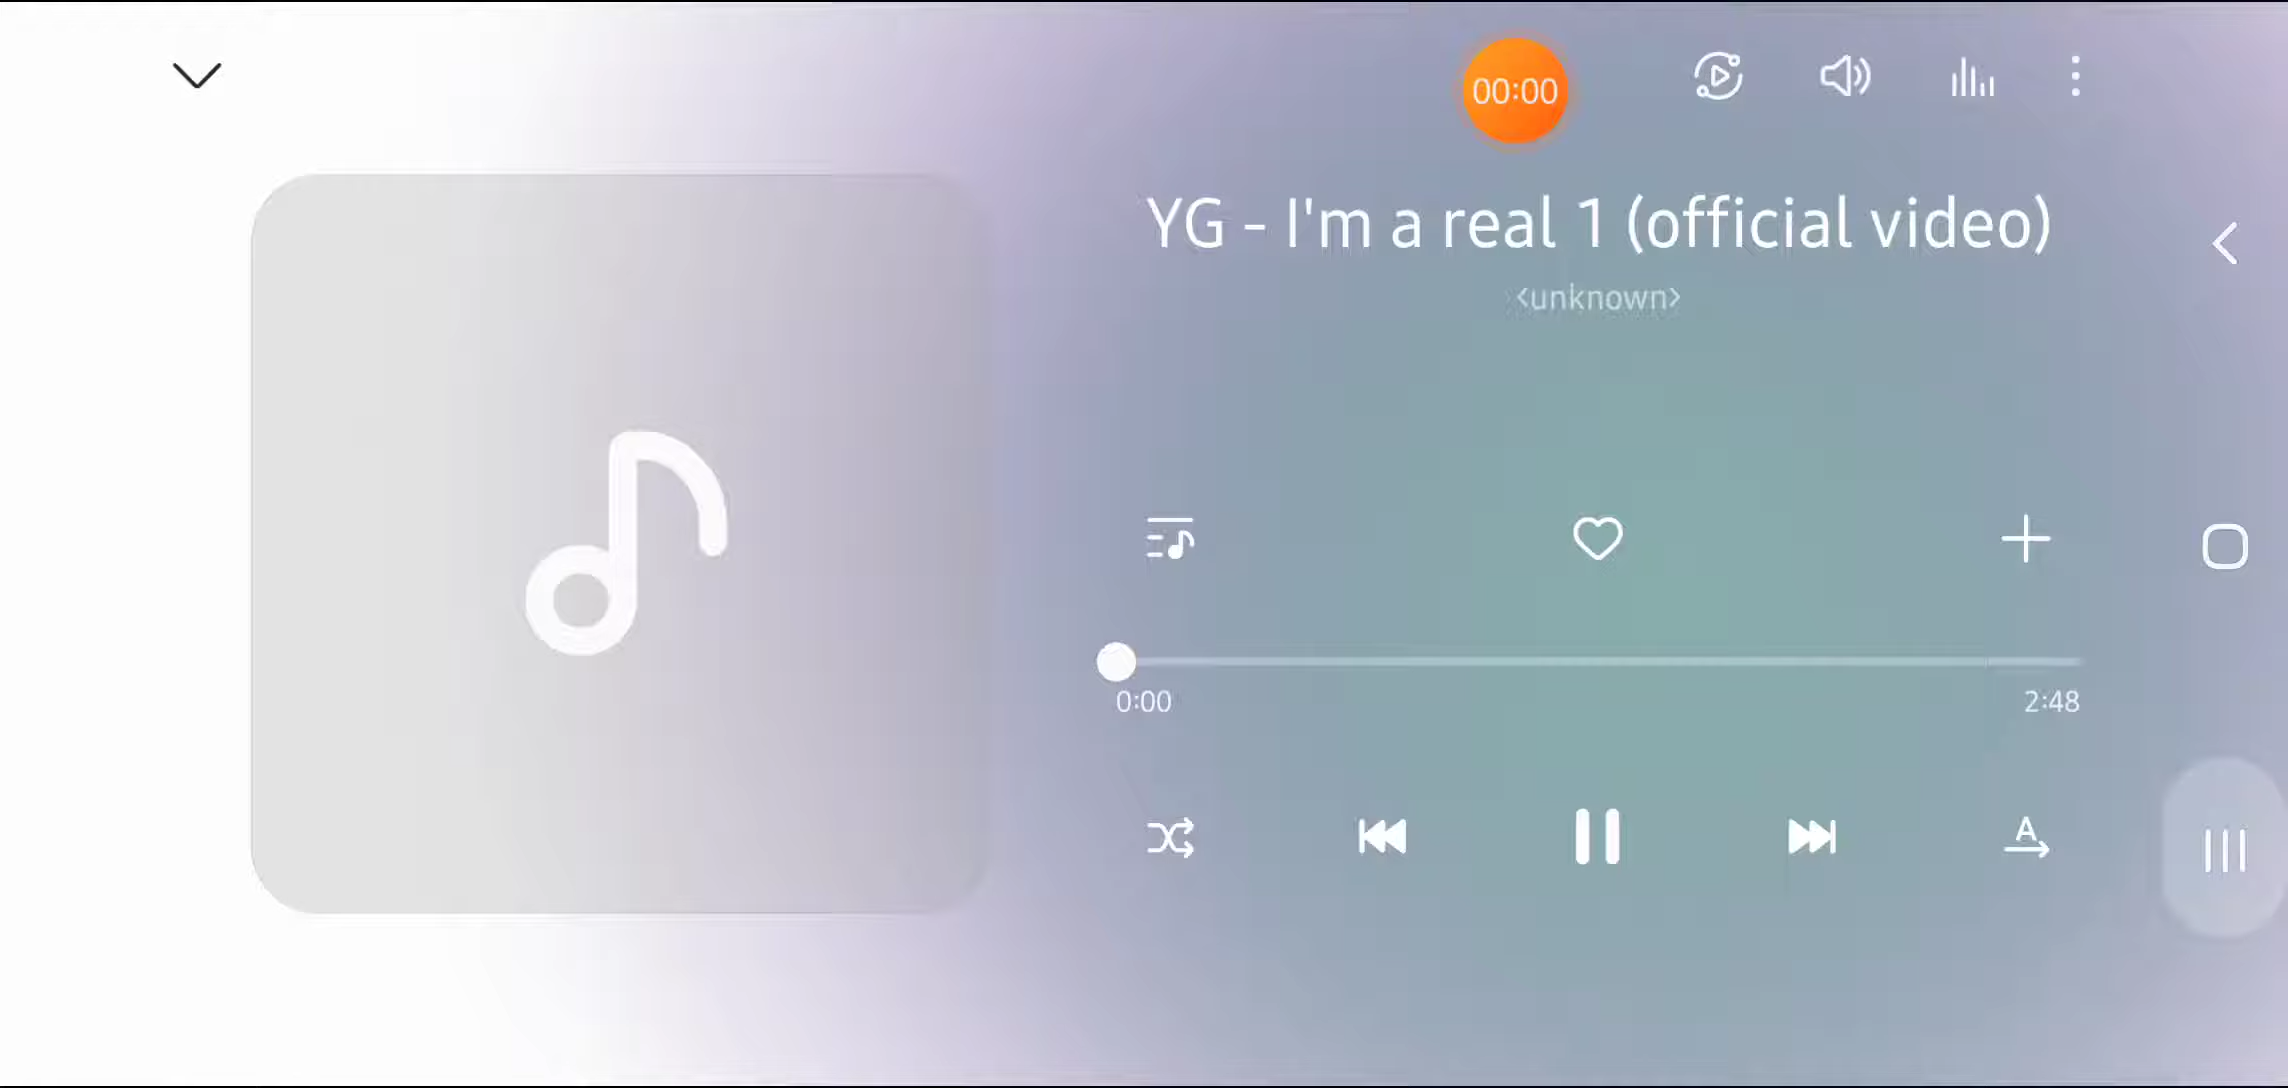 00:00
YG - I'm a real 1 (official video)
<unknown>
0:00
2:48
A